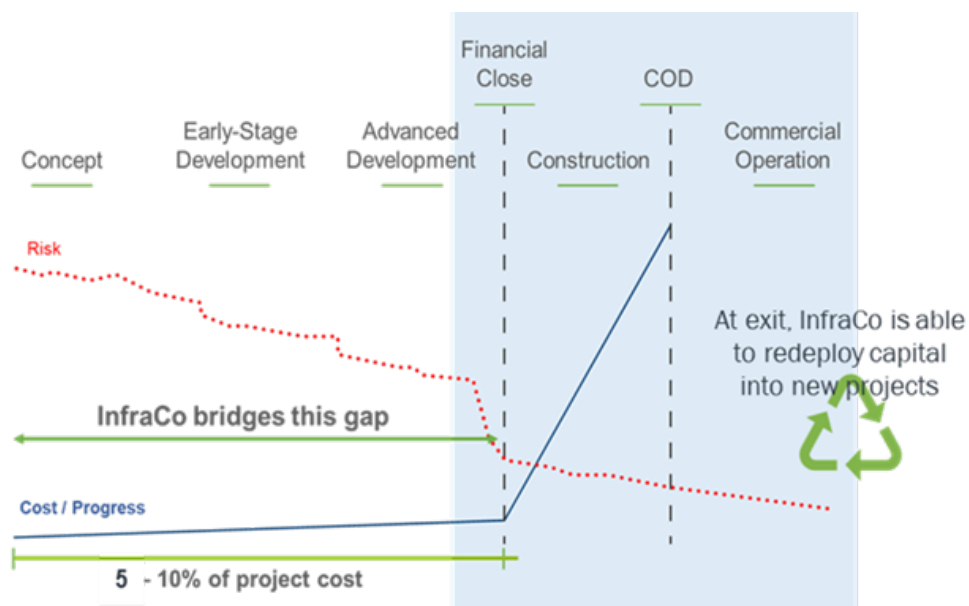 Financial
Close
COD
Concept
Early-Stage
Development
Advanced
Development
Construction
Commercial
Operation
Risk
At exit, InfraCo is able
to redeploy capital
into new projects
InfraCo bridges this gap
Cost / Progress
5 - 10% of project cost